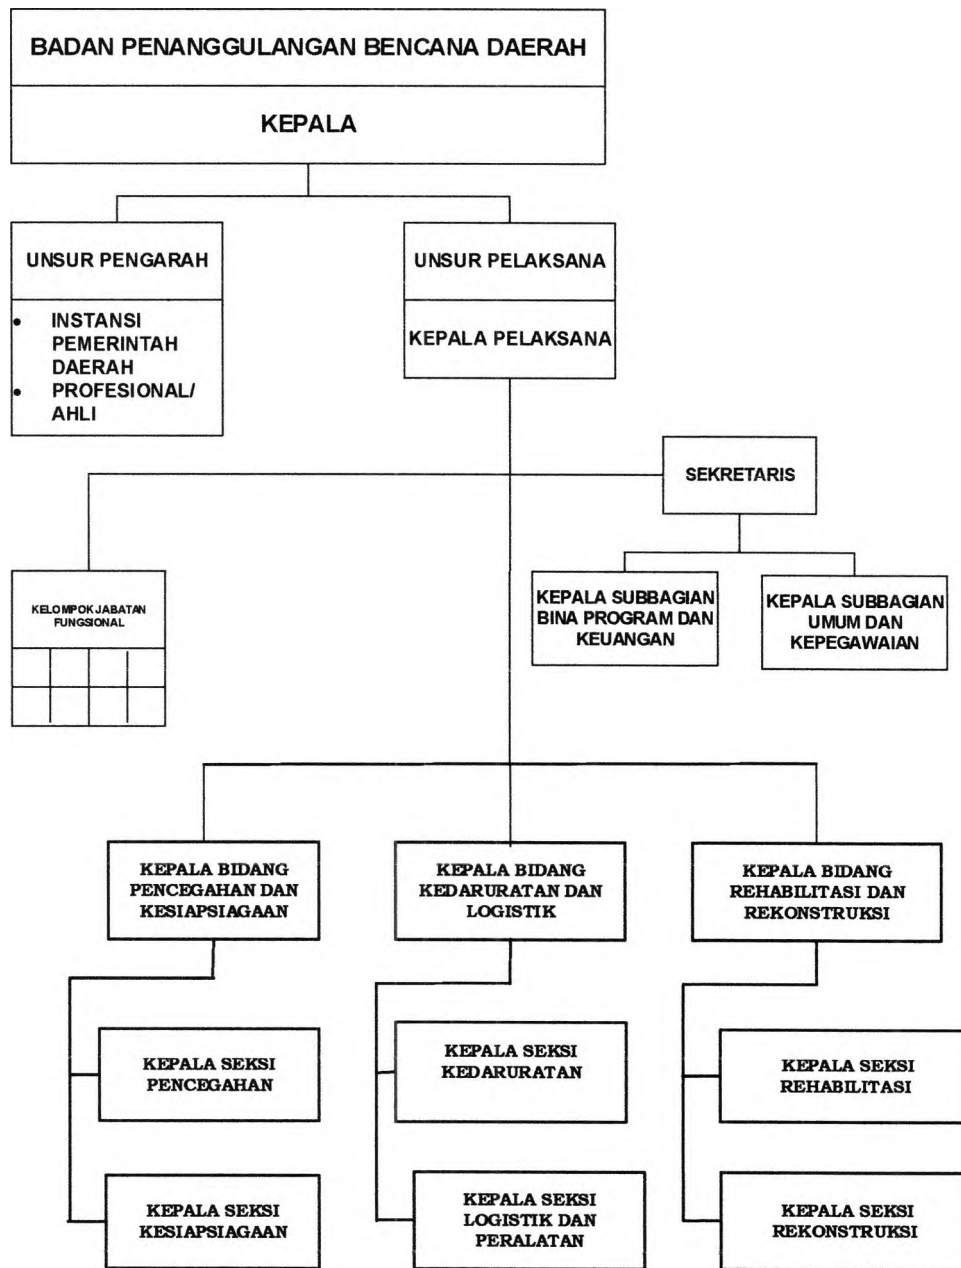 BADAN PENANGGULANGAN BENCANA DAERAH
KEPALA
UNSUR PENGARAH
• INSTANSI
PEMERINTAH
DAERAH
• PROFESIONAL/
AHLI
UNSUR PELAKSANA
KEPALA PELAKSANA
SEKRETARIS
KEPALA SUBBAGIAN
BINA PROGRAM DAN
KEUANGAN
KEPALA SUBBAGIAN
UMUM DAN
KEPEGAWAIAN
KELOMPOK JABATAN
FUNGSIONAL
KEPALA BIDANG
PENCEGAHAN DAN
KESIAPSIAGAAN
KEPALA BIDANG
KEDARURATAN DAN
LOGISTIK
KEPALA BIDANG
REHABILITASI DAN
REKONSTRUKSI
KEPALA SEKSI
PENCEGAHAN
KEPALA SEKSI
KEDARURATAN
KEPALA SEKSI
REHABILITASI
KEPALA SEKSI
KESIAPSIAGAAN
KEPALA SEKSI
LOGISTIK DAN
PERALATAN
KEPALA SEKSI
REKONSTRUKSI